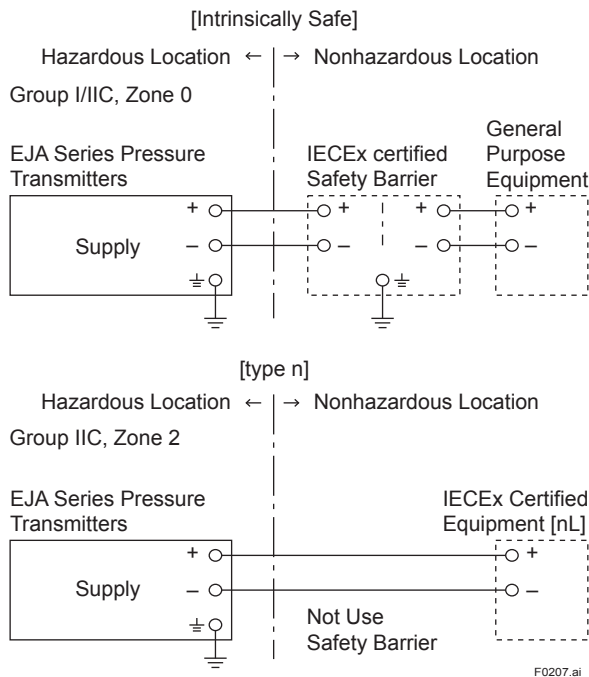 [Intrinsically Safe]
Hazardous Location ← → Nonhazardous Location
Group I/IIC, Zone 0
General
Purpose
Equipment
EJA Series Pressure
Transmitters
IECEx certified
Safety Barrier
+ + + +
Supply – – – –
[type n]
Hazardous Location ← → Nonhazardous Location
Group IIC, Zone 2
EJA Series Pressure
Transmitters
IECEx Certified
Equipment [nL]
+ +
Supply – –
Not Use
Safety Barrier
F0207.ai